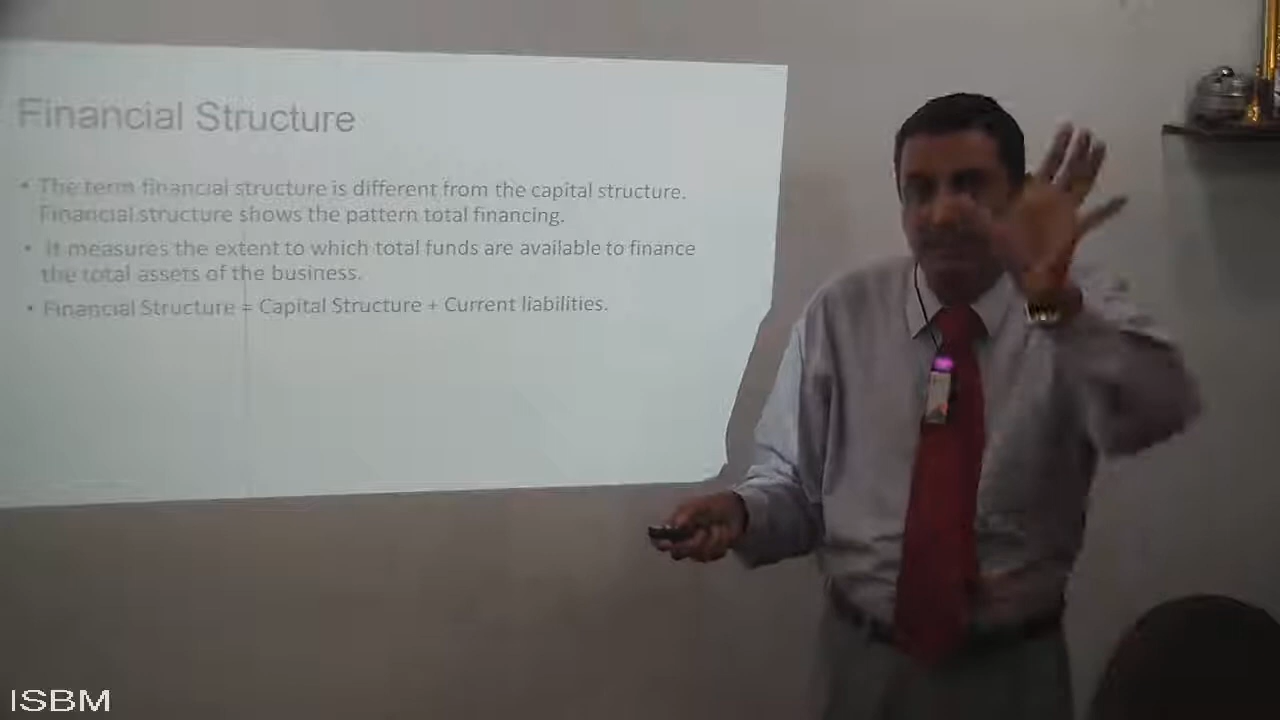 Financial Structure
• The term financial structure is different from the capital structure.
Financial structure shows the pattern total financing.
• It measures the extent to which total funds are available to finance
the total assets of the business.
• Financial Structure = Capital Structure + Current liabilities.
ISBM